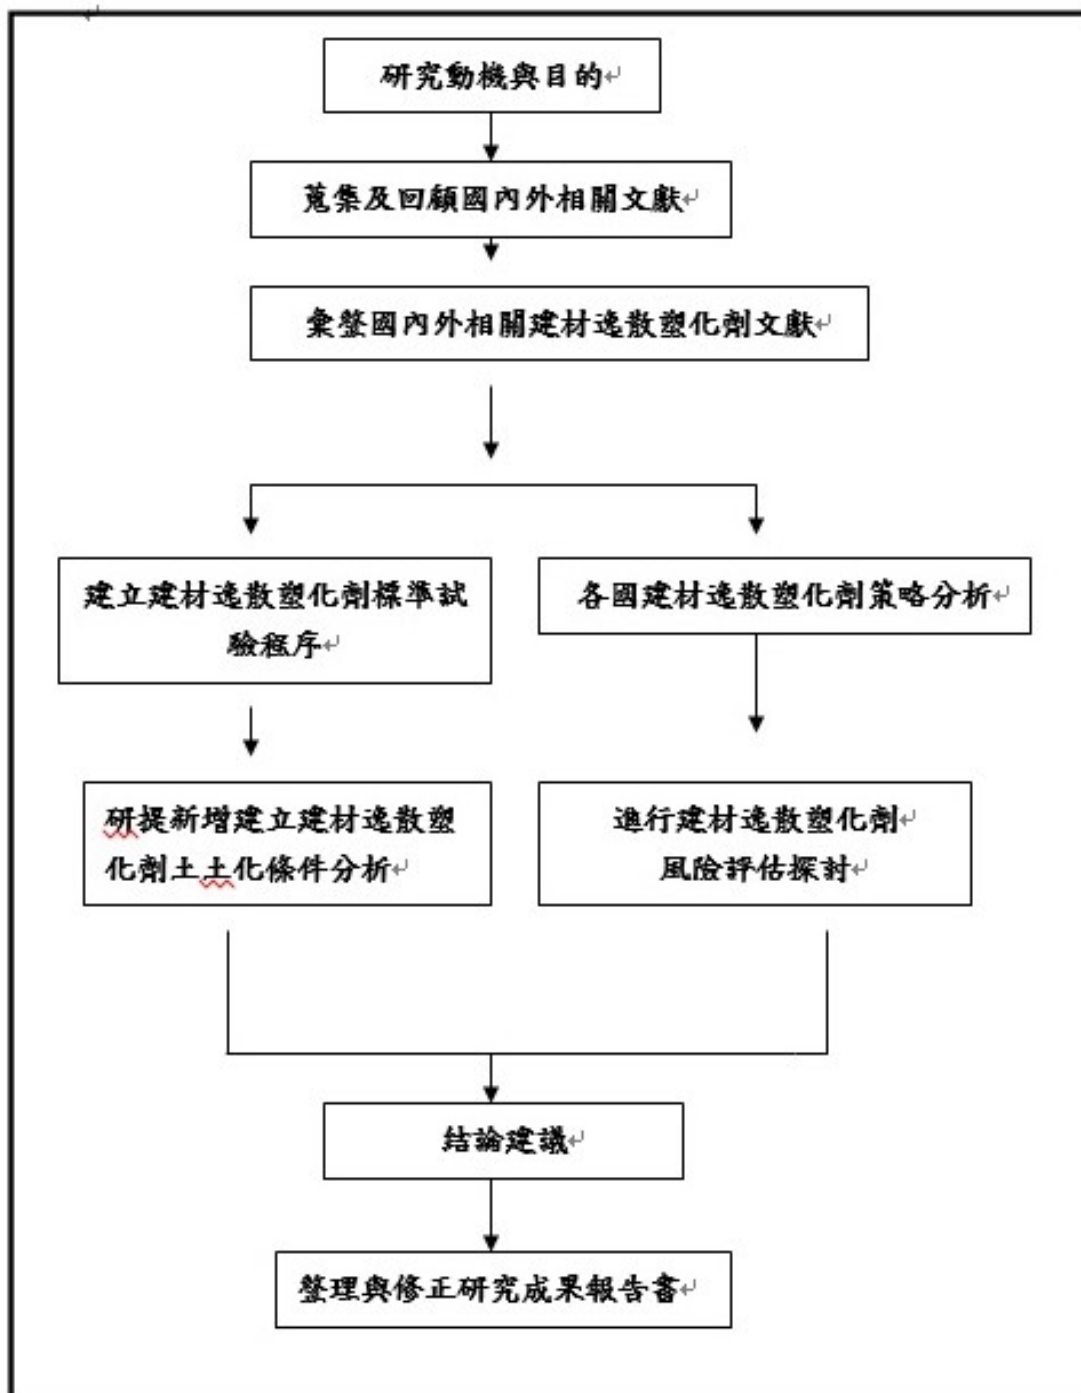 研究動機與目的
蒐集及回顧國內外相關文獻
彙整國內外相關建材逸散塑化劑文獻
建立建材逸散塑化劑標準試
驗程序
各國建材逸散塑化劑策略分析
研提新增建立建材逸散塑
化劑土土化條件分析
進行建材逸散塑化劑
風險評估探討
結論建議
整理與修正研究成果報告書